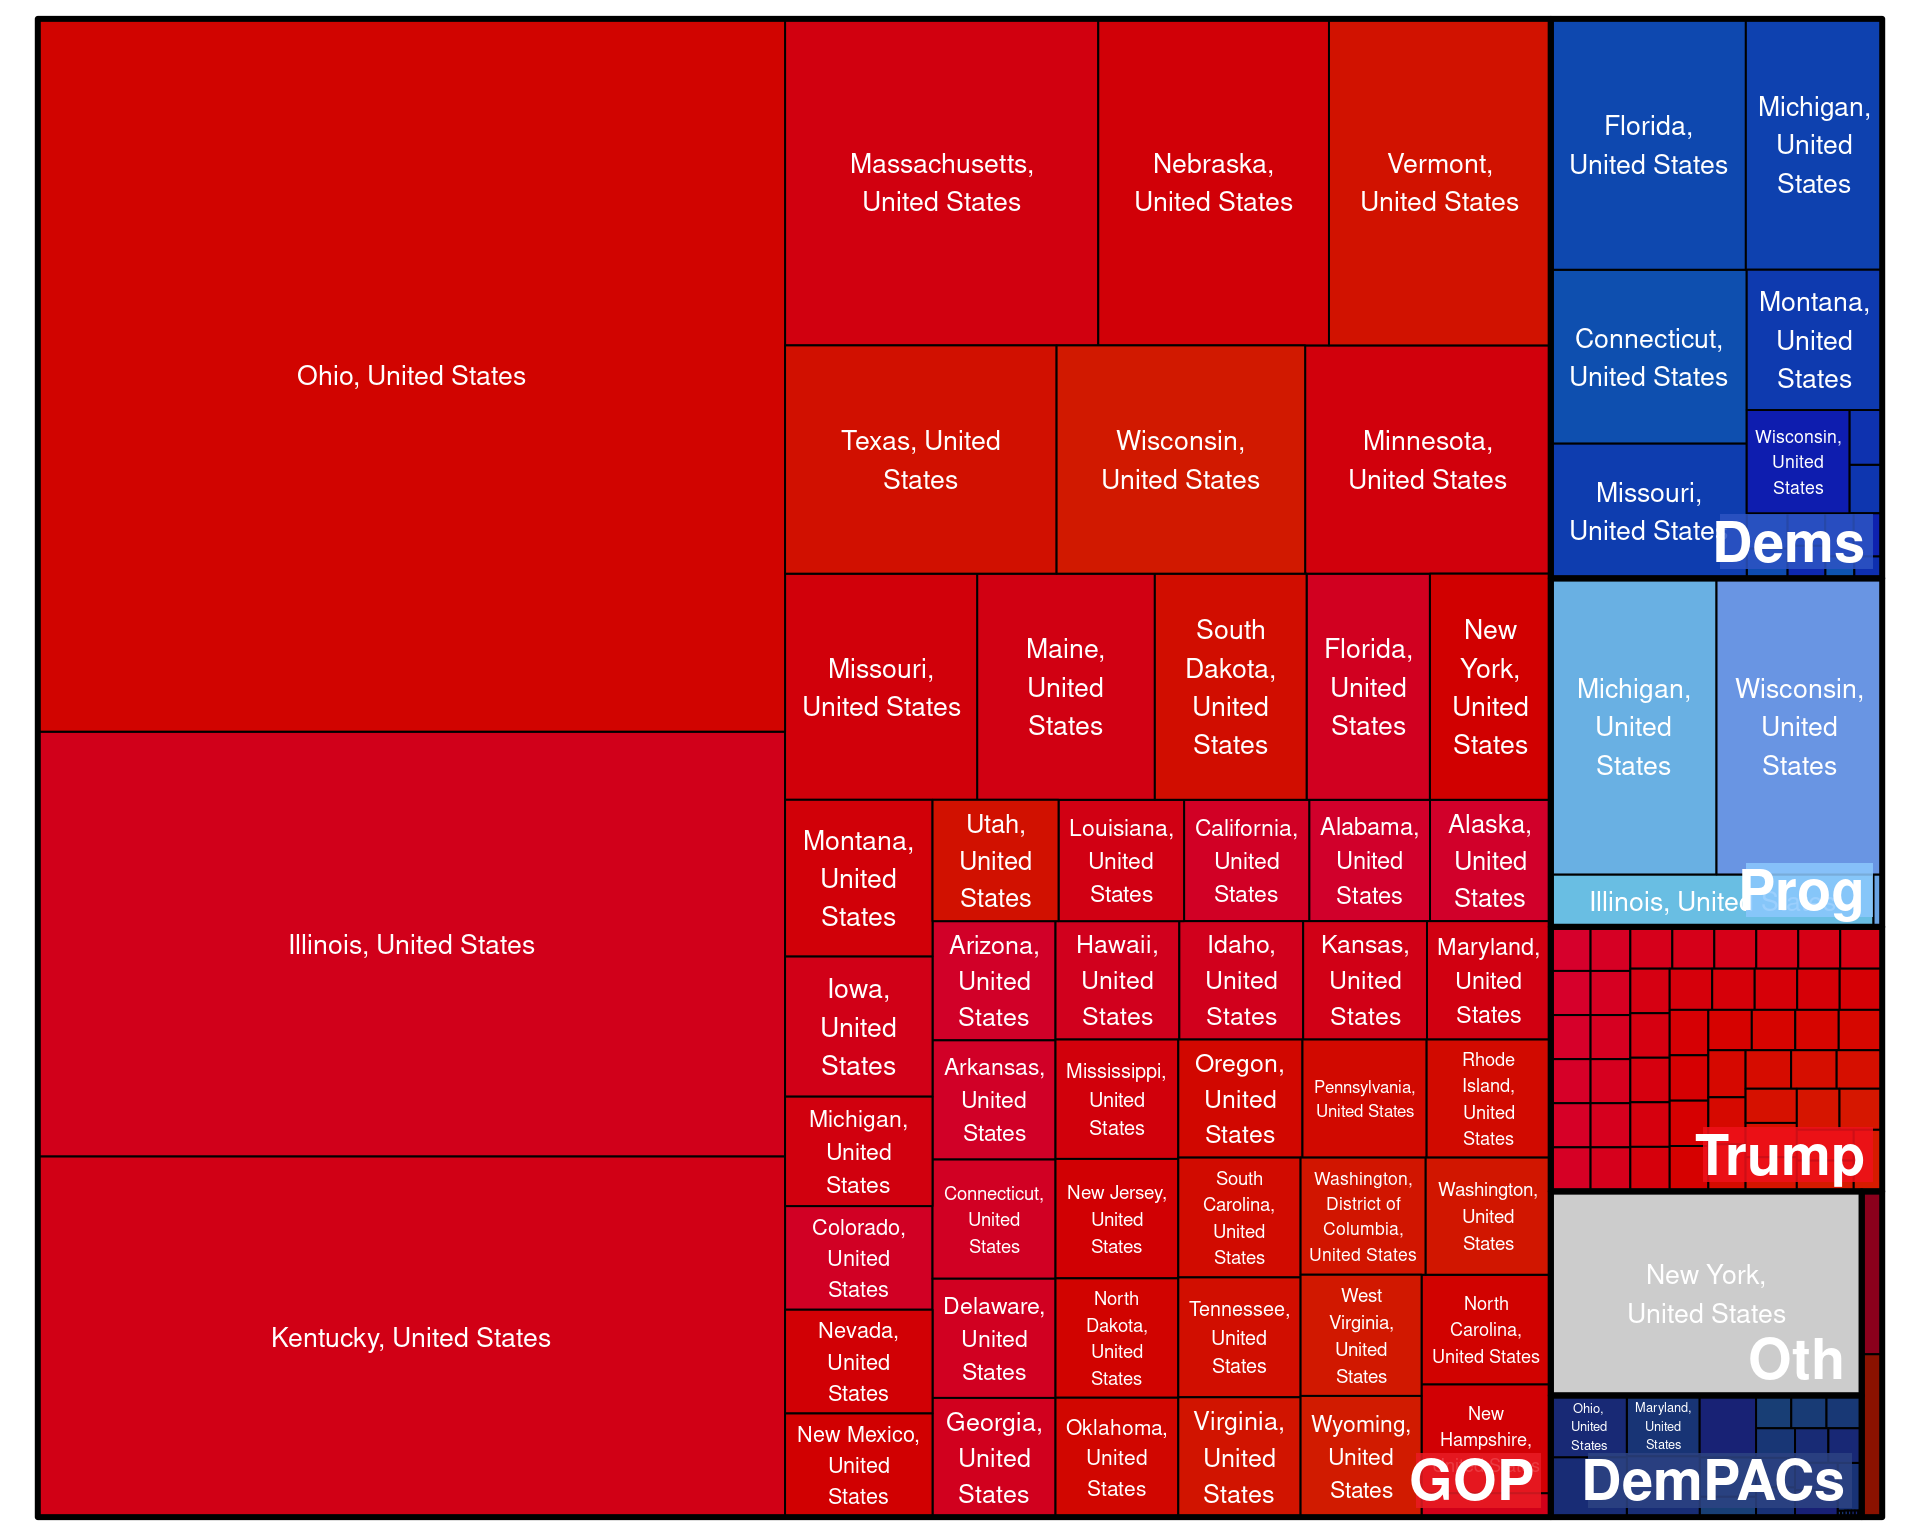 Ohio, United States
Illinois, United States
Kentucky, United States
Massachusetts,
United States
Nebraska,
United States
Vermont,
United States
Texas, United
States
Wisconsin,
United States
Minnesota,
United States
Missouri,
United States
Maine,
United
States
South
Dakota,
United
States
Florida,
United
States
New
York,
United
States
Montana,
United
States
Utah,
United
States
Louisiana,
United
States
California,
United
States
Alabama,
United
States
Alaska,
United
States
Iowa,
United
States
Arizona,
United
States
Hawaii,
United
States
Idaho,
United
States
Kansas,
United
States
Maryland,
United
States
Michigan,
United
States
Arkansas,
United
States
Mississippi,
United
States
Oregon,
United
States
Pennsylvania,
United States
Rhode
Island,
United
States
Colorado,
United
States
Connecticut,
United
States
New Jersey,
United
States
South
Carolina,
United
States
Washington,
District of
Columbia,
United States
Washington,
United
States
Nevada,
United
States
Delaware,
United
States
North
Dakota,
United
States
Tennessee,
United
States
West
Virginia,
United
States
North
Carolina,
United States
New Mexico,
United
States
Georgia,
United
States
Oklahoma,
United
States
Virginia,
United
States
Wyoming,
United
States
New
Hampshire,
GOP
Florida,
United States
Michigan,
United
States
Connecticut,
United States
Montana,
United
States
Wisconsin,
United
States
Missouri,
United States
Dems
Michigan,
United
States
Wisconsin,
United
States
Illinois, United
Prog
Trump
New York,
United States
Oth
Ohio,
United
States
Maryland,
United
States
DemPACs